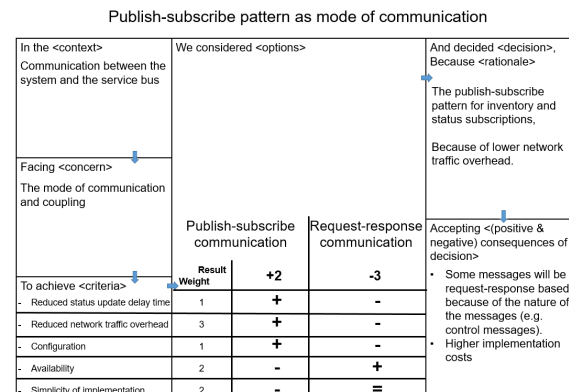 Publish-subscribe pattern as mode of communication
In the <context>
Communication between the
system and the service bus
Facing <concern>
The mode of communication
and coupling
To achieve <criteria>
We considered <options>
Publish-subscribe
communication
Request-response
communication
Result
Weight
+2
-3
- Reduced status update delay time 1 + -
- Reduced network traffic overhead 3 + -
- Configuration 1 + -
- Availability 2 - +
- Simplicity of implementation 2 - =
And decided <decision>,
Because <rationale>
The publish-subscribe
pattern for inventory and
status subscriptions,
Because of lower network
traffic overhead.
Accepting <(positive &
negative) consequences of
decision>
• Some messages will be
request-response based
because of the nature of
the messages (e.g.
control messages).
• Higher implementation
costs